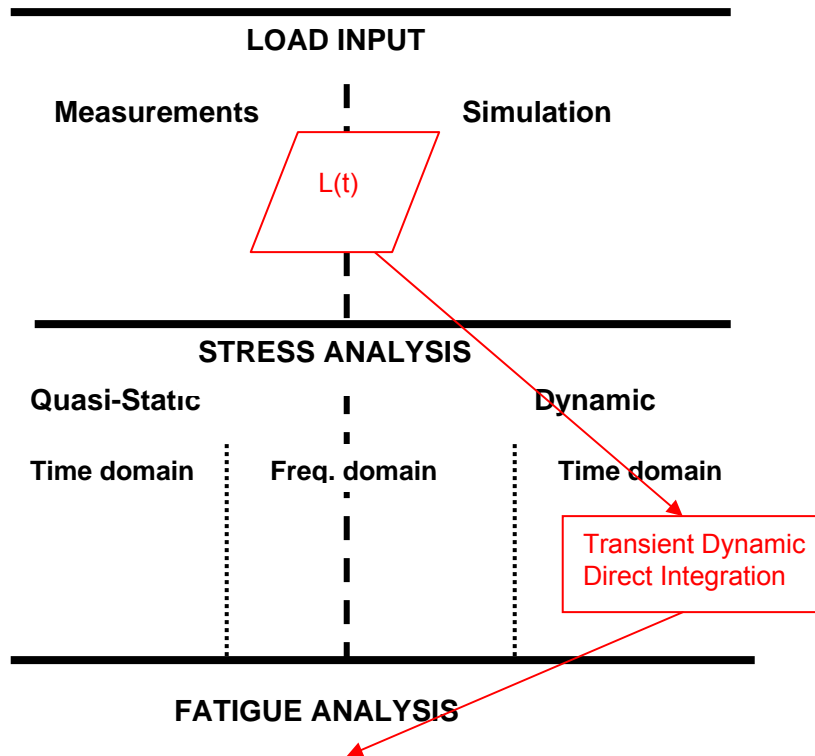 LOAD INPUT
Measurements Simulation
L(t)
STRESS ANALYSIS
Quasi-Static Dynamic
Time domain Freq. domain Time domain
Transient Dynamic
Direct Integration
FATIGUE ANALYSIS